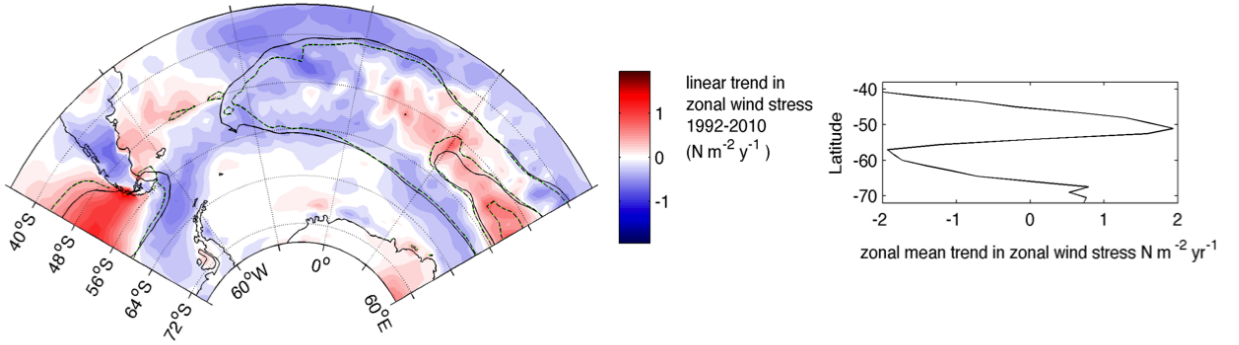 40°S
48°S
56°S
64°S
72°S
60°W
0°
60°E
1
0
-1
linear trend in
zonal wind stress
1992-2010
(N m-2 y-1 )
Latitude
-40
-50
-60
-70
-2 -1 0 1 2
zonal mean trend in zonal wind stress N m-2 yr-1